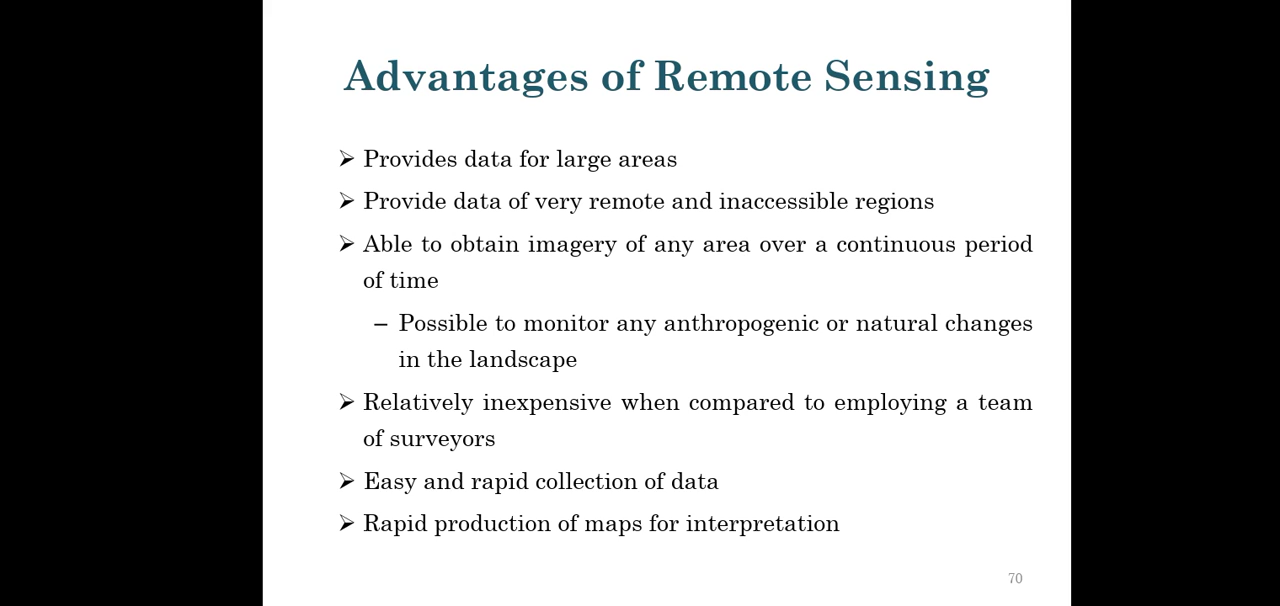 Advantages of Remote Sensing
➢ Provides data for large areas
➢ Provide data of very remote and inaccessible regions
➢ Able to obtain imagery of any area over a continuous period
of time
– Possible to monitor any anthropogenic or natural changes
in the landscape
➢ Relatively inexpensive when compared to employing a team
of surveyors
➢ Easy and rapid collection of data
➢ Rapid production of maps for interpretation
70